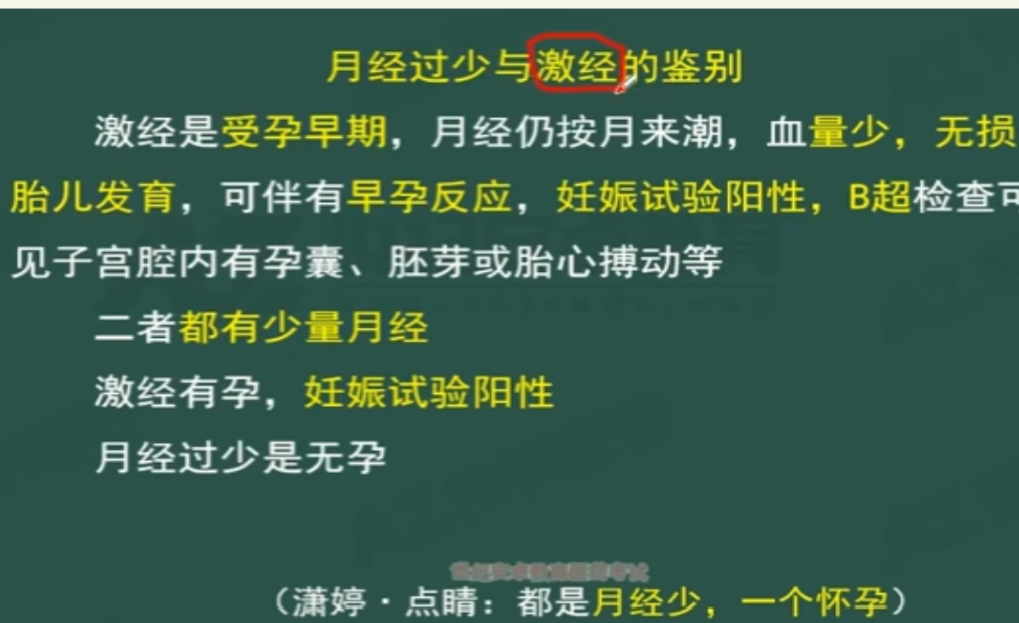 月经过少与激经的鉴别
激经是受孕早期，月经仍按月来潮，血量少，无损
胎儿发育，可伴有早孕反应，妊娠试验阳性，B超检查可
见子宫腔内有孕囊、胚芽或胎心搏动等
二者都有少量月经
激经有孕，妊娠试验阳性
月经过少是无孕
（潇婷·点睛：都是月经少，一个怀孕）